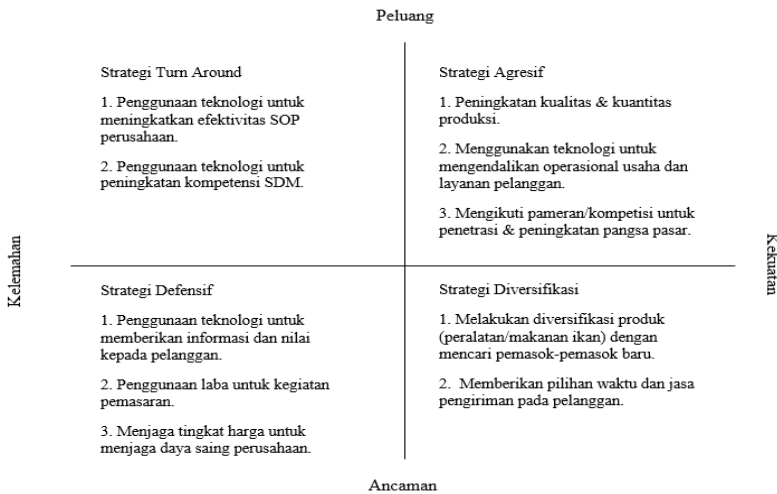 Peluang
Strategi Turn Around
1. Penggunaan teknologi untuk
meningkatkan efektivitas SOP
perusahaan.
2. Penggunaan teknologi untuk
peningkatan kompetensi SDM.
Strategi Agresif
1. Peningkatan kualitas & kuantitas
produksi.
2. Menggunakan teknologi untuk
mengendalikan operasional usaha dan
layanan pelanggan.
3. Mengikuti pameran/kompetisi untuk
penetrasi & peningkatan pangsa pasar.
Kelemahan
Kekuatan
Strategi Defensif
1. Penggunaan teknologi untuk
memberikan informasi dan nilai
kepada pelanggan.
2. Penggunaan laba untuk kegiatan
pemasaran.
3. Menjaga tingkat harga untuk
menjaga daya saing perusahaan.
Strategi Diversifikasi
1. Melakukan diversifikasi produk
(peralatan/makanan ikan) dengan
mencari pemasok-pemasok baru.
2. Memberikan pilihan waktu dan jasa
pengiriman pada pelanggan.
Ancaman